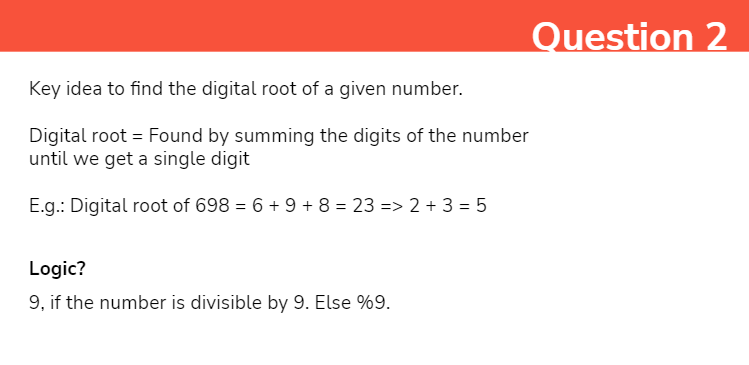 Question 2
Key idea to find the digital root of a given number.
Digital root = Found by summing the digits of the number
until we get a single digit
E.g.: Digital root of 698 = 6 + 9 + 8 = 23 => 2 + 3 = 5
Logic?
9, if the number is divisible by 9. Else %9.